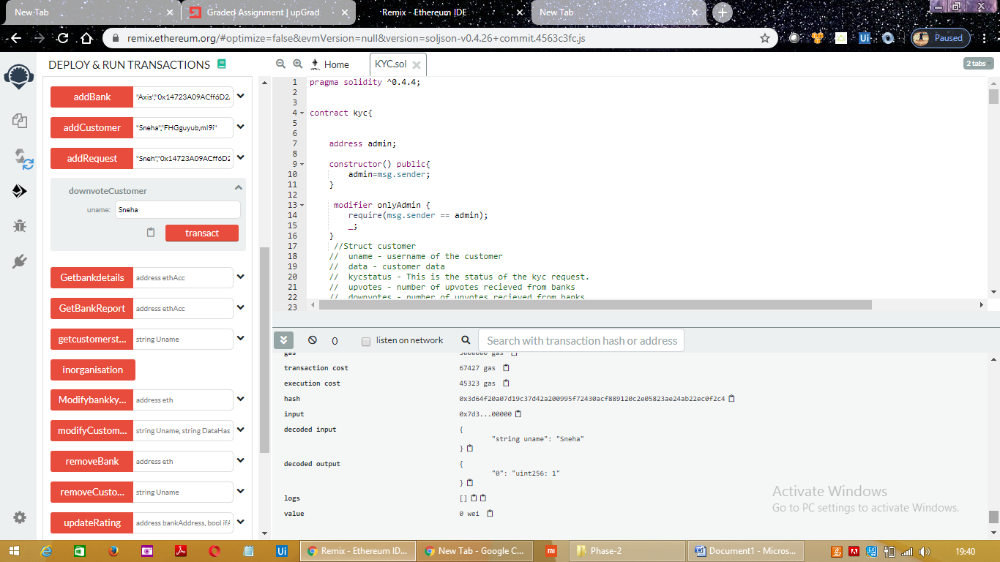 New Tab
Graded Assignment | upGrad
Remix - Ethereum IDE
New Tab
remix.ethereum.org/#optimize=false&evmVersion=null&version=soljson-v0.4.26+commit.4563c3fc.js
Ui
Paused
DEPLOY & RUN TRANSACTIONS
addBank "Axis","0x14723A09ACff6D2
addCustomer "Sneha","FHGguyub,ml9i"
addRequest "Sneh","0x14723A09ACff6D2
downvoteCustomer
uname: Sneha
transact
Getbankdetails address ethAcc
GetBankReport address ethAcc
getcustomerst... string Uname
inorganisation
Modifybankky... address eth
modifyCustom... string Uname, string DataHas
removeBank address eth
removeCusto... string Uname
updateRating address bankAddress, bool ifA
Home
KYC.sol
2 tabs
1 pragma solidity ^0.4.4;
2
3
4 contract kyc{
5
6
7 address admin;
8
9 constructor() public{
10 admin=msg.sender;
11 }
12
13 modifier onlyAdmin {
14 require(msg.sender == admin);
15 _;
16 }
17 //Struct customer
18 // uname - username of the customer
19 // data - customer data
20 // kycstatus - This is the status of the kyc request.
21 // upvotes - number of upvotes recieved from banks
22 // downvotes - number of upvotes recieved from banks
23
0
listen on network
Search with transaction hash or address
gas 3000000 gas
transaction cost 67427 gas
execution cost 45323 gas
hash 0x3d64f20a07d19c37d42a200995f72430acf889120c2e05823ae24ab22ec0f2c4
input 0x7d3...00000
decoded input {
"string uname": "Sneha"
}
decoded output {
"0": "uint256: 1"
}
logs []
value 0 wei
Activate Windows
Go to PC settings to activate Windows.
Ui
Remix - Ethereum ID...
New Tab - Google C...
mi
Phase-2
Document1 - Micros...
19:40